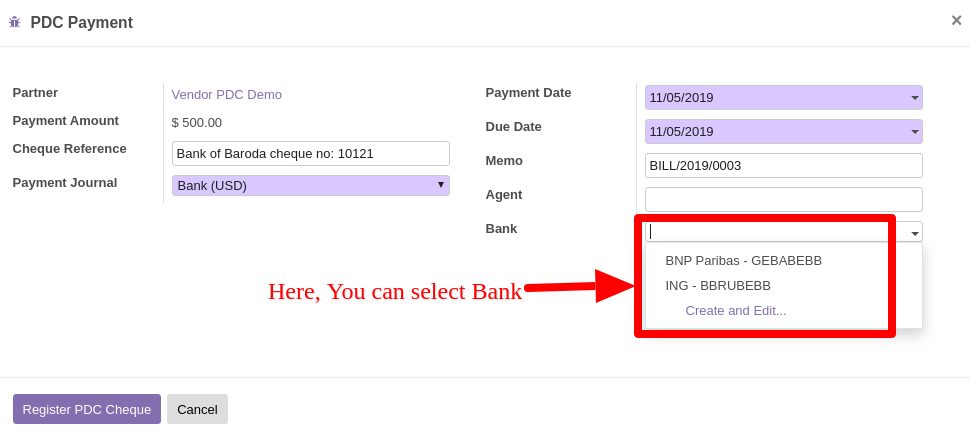 PDC Payment
×
Partner
Vendor PDC Demo
Payment Amount
$ 500.00
Cheque Reference
Bank of Baroda cheque no: 10121
Payment Journal
Bank (USD)
Payment Date
11/05/2019
Due Date
11/05/2019
Memo
BILL/2019/0003
Agent
Bank
BNP Paribas - GEBABEBB
ING - BBRUBEBB
Create and Edit...
Here, You can select Bank
Register PDC Cheque
Cancel